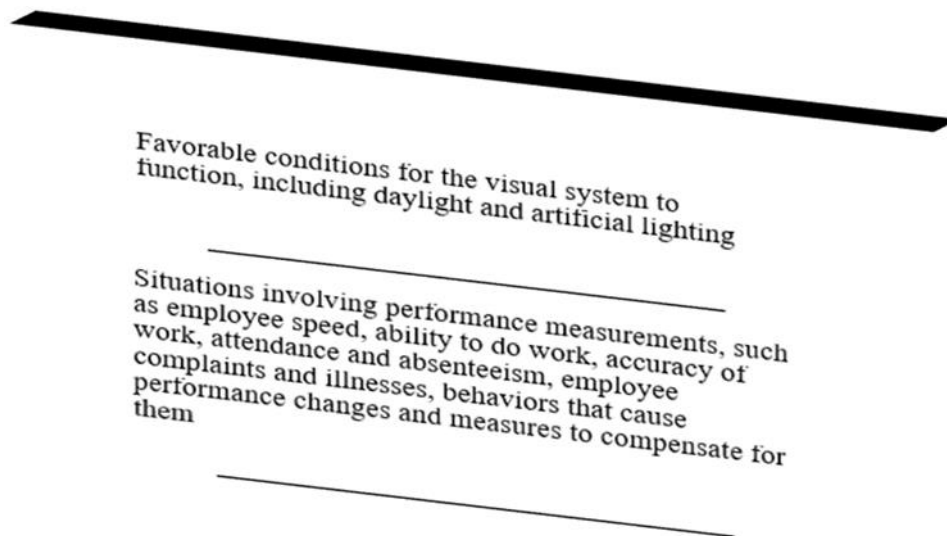 Favorable conditions for the visual system to
function, including daylight and artificial lighting
Situations involving performance measurements, such
as employee speed, ability to do work, accuracy of
work, attendance and absenteeism, employee
complaints and illnesses, behaviors that cause
performance changes and measures to compensate for
them